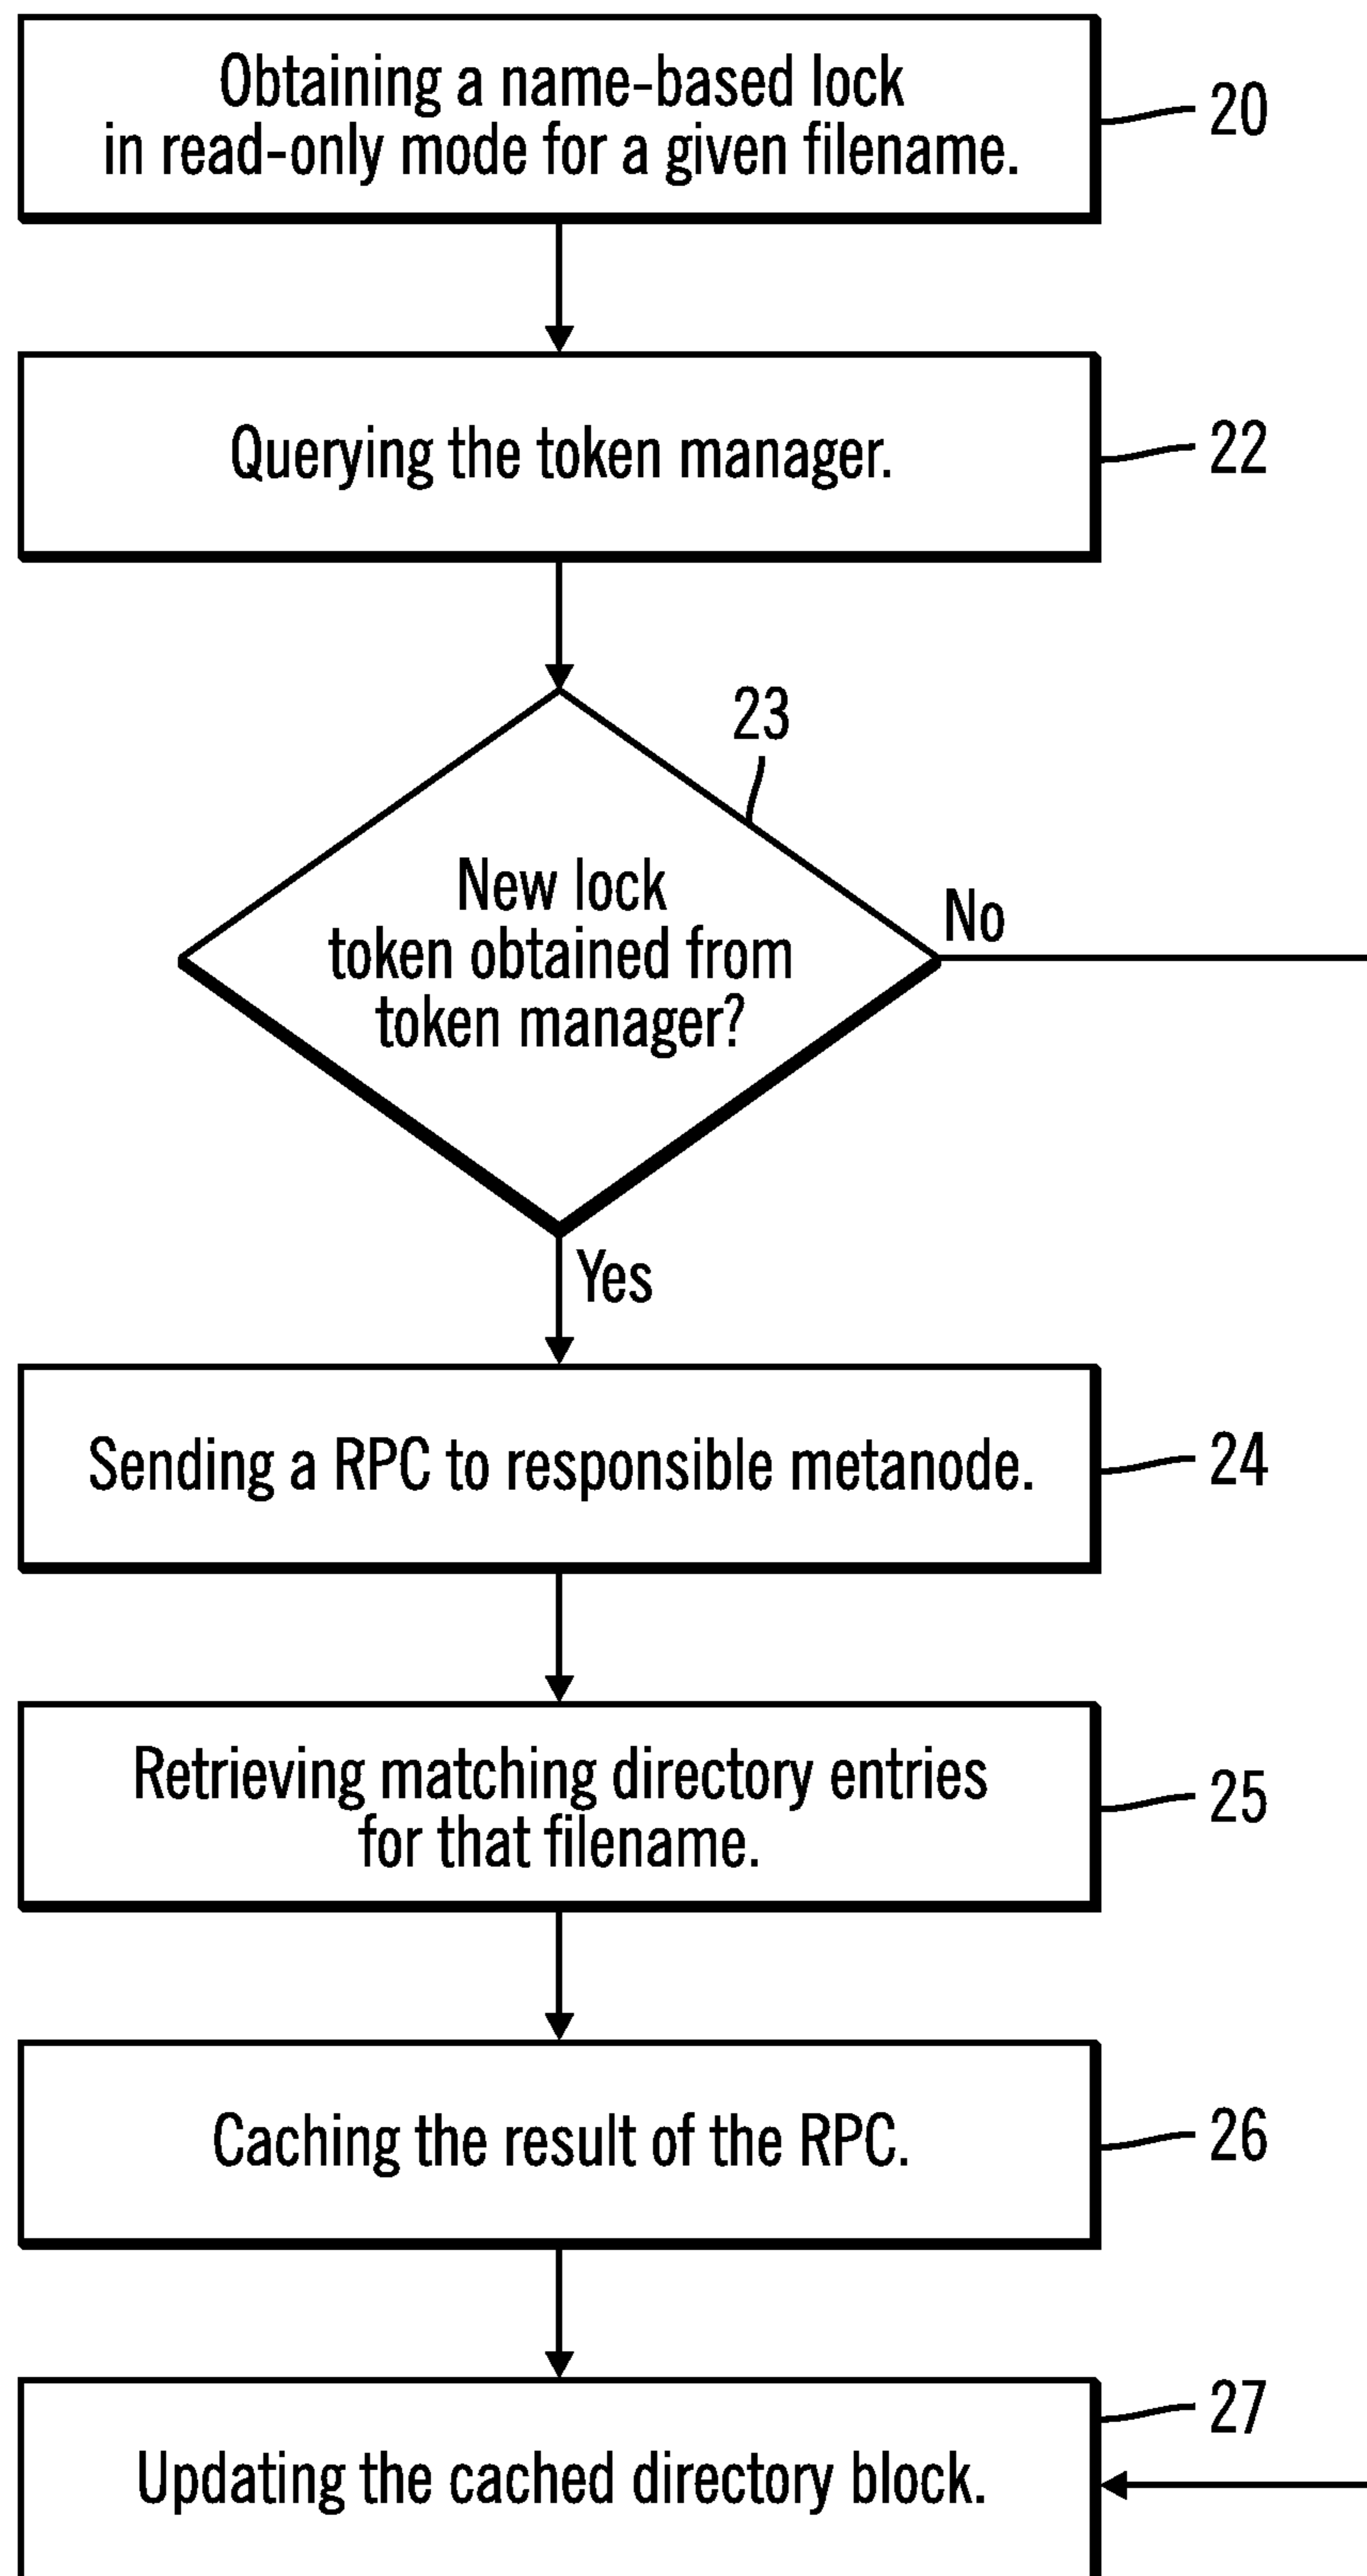 Obtaining a name-based lock
in read-only mode for a given filename.
20
Querying the token manager.
22
23
New lock
token obtained from
token manager?
No
Yes
Sending a RPC to responsible metanode.
24
Retrieving matching directory entries
for that filename.
25
Caching the result of the RPC.
26
27
Updating the cached directory block.